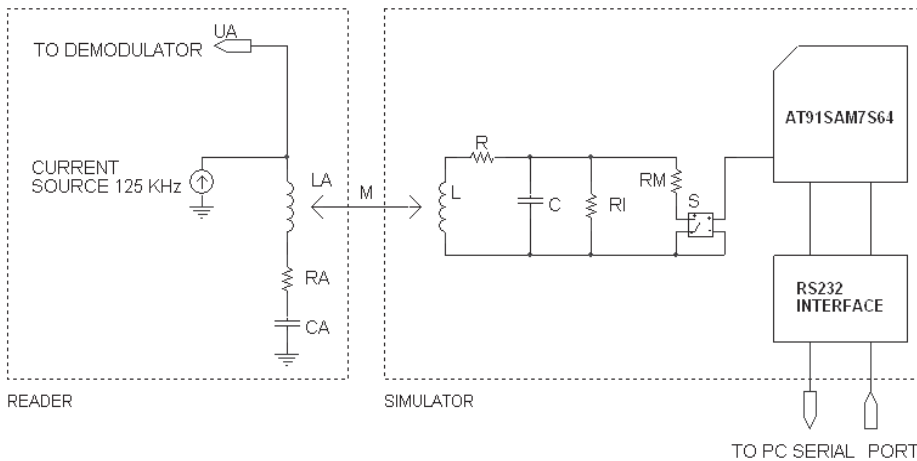 UA
TO DEMODULATOR
CURRENT
SOURCE 125 KHz
LA
M
RA
CA
READER
R
L
C
RI
RM
S
AT91SAM7S64
RS232
INTERFACE
SIMULATOR
TO PC SERIAL PORT